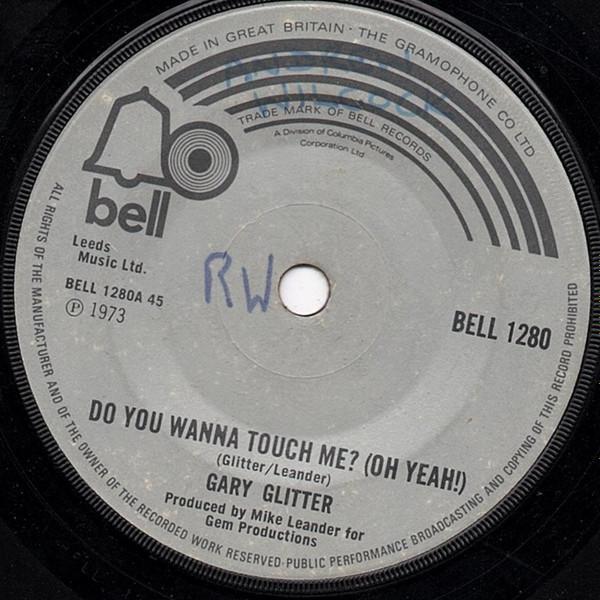 MADE IN GREAT BRITAIN · THE GRAMOPHONE CO LTD
WILCOCK
TRADE MARK OF BELL RECORDS
A Division of Columbia Pictures
Corporation Ltd
bell
Leeds
Music Ltd.
BELL 1280A 45
Ⓟ 1973
RW
BELL 1280
DO YOU WANNA TOUCH ME? (OH YEAH!)
(Glitter/Leander)
GARY GLITTER
Produced by Mike Leander for
Gem Productions
ALL RIGHTS OF THE MANUFACTURER AND OF THE OWNER OF THE RECORDED WORK RESERVED·PUBLIC PERFORMANCE BROADCASTING AND COPYING OF THIS RECORD PROHIBITED